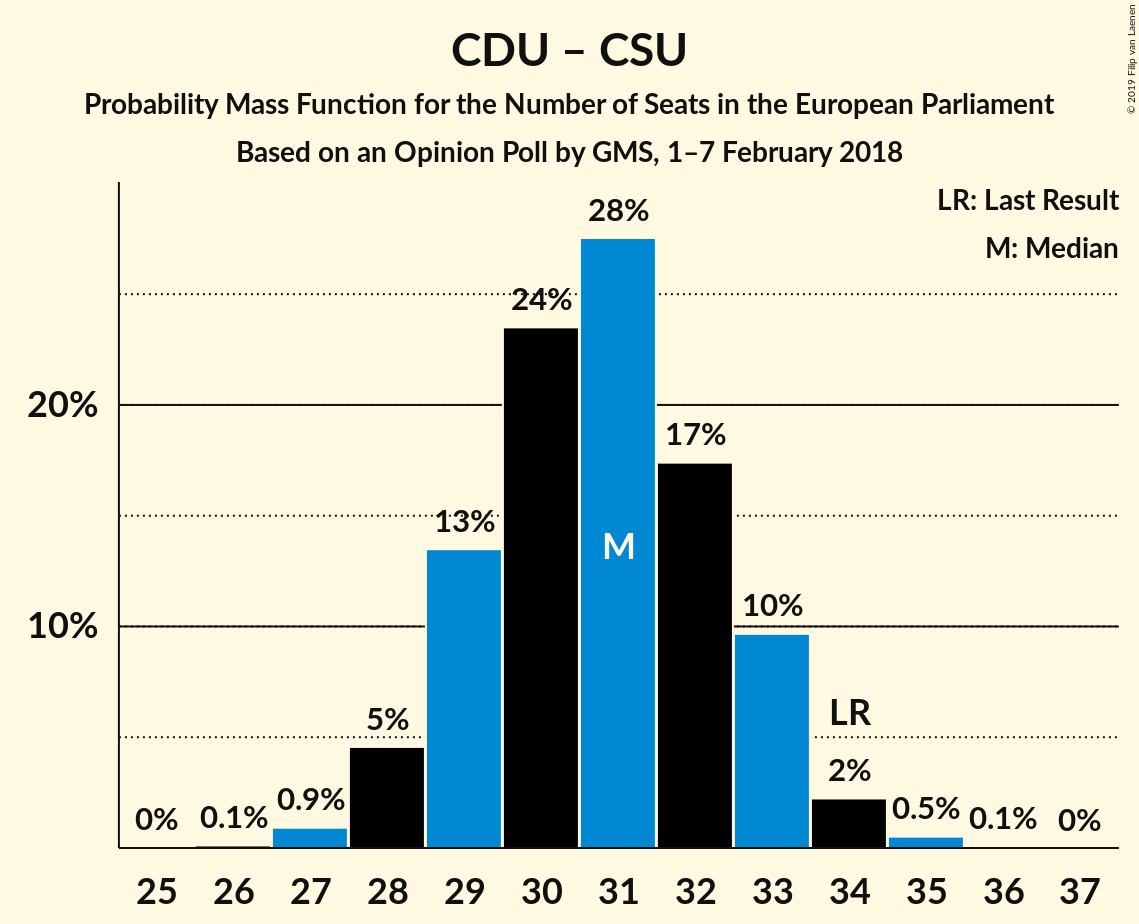 CDU – CSU
Probability Mass Function for the Number of Seats in the European Parliament
Based on an Opinion Poll by GMS, 1–7 February 2018
© 2019 Filip van Laenen
LR: Last Result
M: Median
28%
24%
20%
17%
13%
M
10%
10%
LR
5%
2%
0% 0.1% 0.9% 0.5% 0.1% 0%
25 26 27 28 29 30 31 32 33 34 35 36 37